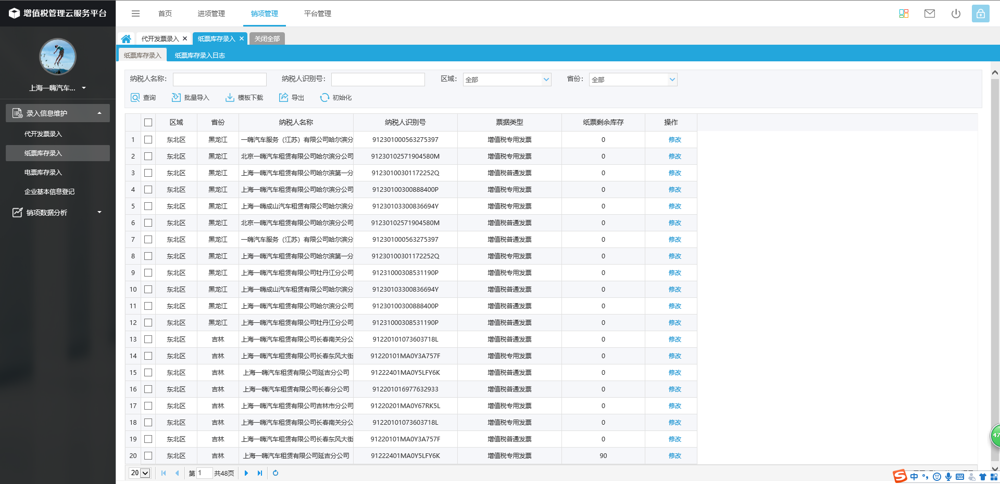 增值税管理云服务平台
首页 进项管理 销项管理 平台管理
代开发票录入 × 纸票库存录入 × 关闭全部
纸票库存录入 纸票库存录入日志
上海一嗨汽车...
录入信息维护
代开发票录入
纸票库存录入
电票库存录入
企业基本信息登记
销项数据分析
纳税人名称： 纳税人识别号： 区域： 全部 省份： 全部
查询 批量导入 模板下载 导出 初始化
区域 省份 纳税人名称 纳税人识别号 票据类型 纸票剩余库存 操作
1 东北区 黑龙江 一嗨汽车服务（江苏）有限公司哈尔滨分 912301000563275397 增值税专用发票 0 修改
2 东北区 黑龙江 北京一嗨汽车租赁有限公司哈尔滨分公司 91230102571904580M 增值税专用发票 0 修改
3 东北区 黑龙江 上海一嗨汽车租赁有限公司哈尔滨第一分 91230100301172252Q 增值税普通发票 0 修改
4 东北区 黑龙江 上海一嗨汽车租赁有限公司哈尔滨分公司 91230100300888400P 增值税专用发票 0 修改
5 东北区 黑龙江 上海一嗨成山汽车租赁有限公司哈尔滨分 91230103300836694Y 增值税专用发票 0 修改
6 东北区 黑龙江 北京一嗨汽车租赁有限公司哈尔滨分公司 91230102571904580M 增值税普通发票 0 修改
7 东北区 黑龙江 一嗨汽车服务（江苏）有限公司哈尔滨分 912301000563275397 增值税普通发票 0 修改
8 东北区 黑龙江 上海一嗨汽车租赁有限公司哈尔滨第一分 91230100301172252Q 增值税专用发票 0 修改
9 东北区 黑龙江 上海一嗨汽车租赁有限公司牡丹江分公司 91231000308531190P 增值税专用发票 0 修改
10 东北区 黑龙江 上海一嗨成山汽车租赁有限公司哈尔滨分 91230103300836694Y 增值税普通发票 0 修改
11 东北区 黑龙江 上海一嗨汽车租赁有限公司哈尔滨分公司 91230100300888400P 增值税普通发票 0 修改
12 东北区 黑龙江 上海一嗨汽车租赁有限公司牡丹江分公司 91231000308531190P 增值税普通发票 0 修改
13 东北区 吉林 上海一嗨汽车租赁有限公司长春南关分公 91220101073603718L 增值税普通发票 0 修改
14 东北区 吉林 上海一嗨汽车租赁有限公司长春东风大街 91220101MA0Y3A757F 增值税专用发票 0 修改
15 东北区 吉林 上海一嗨汽车租赁有限公司延吉分公司 91222401MA0Y5LFY6K 增值税普通发票 0 修改
16 东北区 吉林 上海一嗨汽车租赁有限公司长春分公司 912201016977632933 增值税普通发票 0 修改
17 东北区 吉林 上海一嗨汽车租赁有限公司吉林市分公司 91220201MA0Y67RK5L 增值税专用发票 0 修改
18 东北区 吉林 上海一嗨汽车租赁有限公司长春南关分公 91220101073603718L 增值税专用发票 0 修改
19 东北区 吉林 上海一嗨汽车租赁有限公司长春东风大街 91220101MA0Y3A757F 增值税普通发票 0 修改
20 东北区 吉林 上海一嗨汽车租赁有限公司延吉分公司 91222401MA0Y5LFY6K 增值税专用发票 90 修改
20 第 1 共48页
47
中